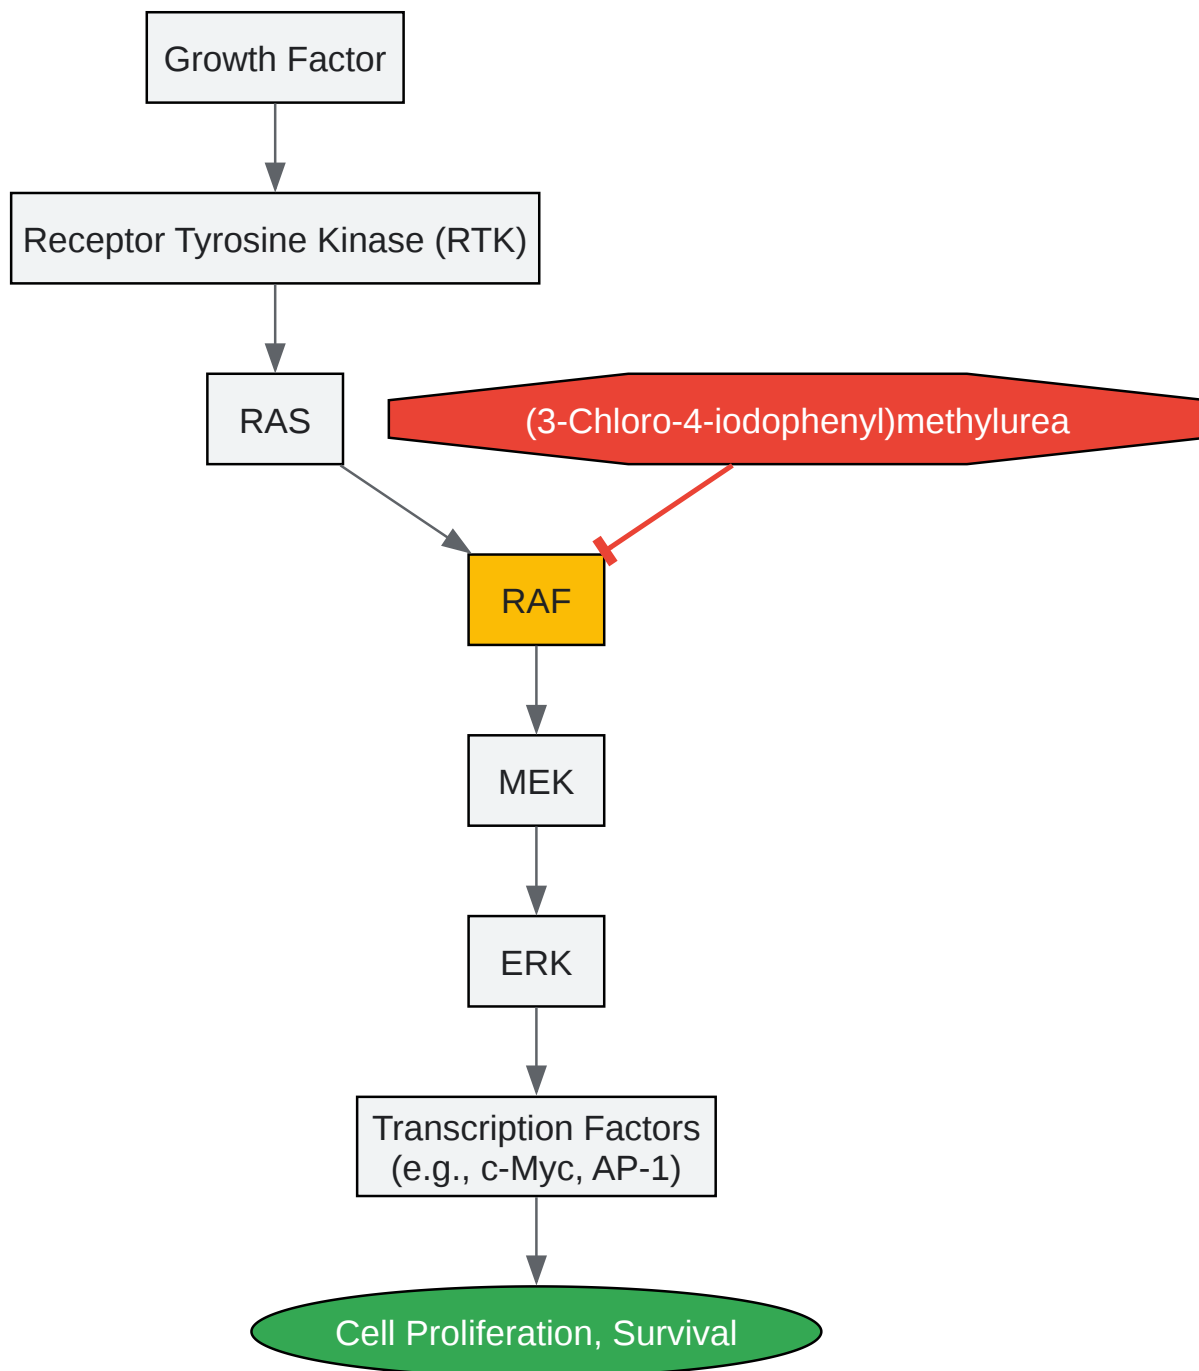 Growth Factor
Receptor Tyrosine Kinase (RTK)
RAS
(3-Chloro-4-iodophenyl)methylurea
RAF
MEK
ERK
Transcription Factors
(e.g., c-Myc, AP-1)
Cell Proliferation, Survival